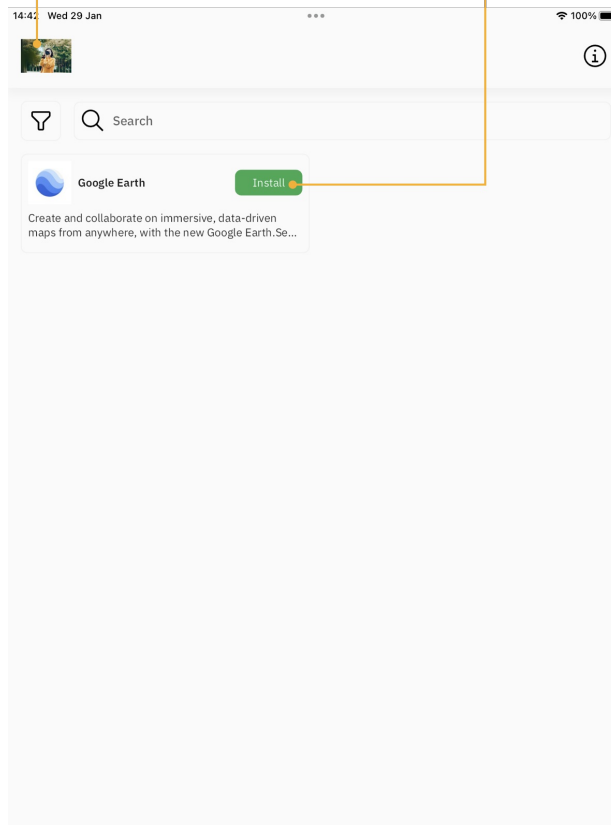 14:42 Wed 29 Jan
100%
Search
Google Earth
Install
Create and collaborate on immersive, data-driven
maps from anywhere, with the new Google Earth.Se...